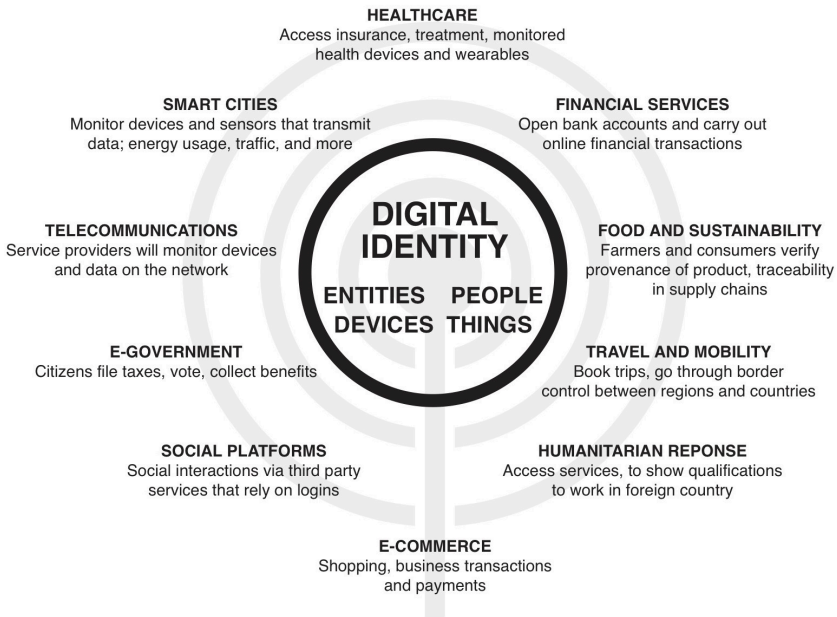 HEALTHCARE
Access insurance, treatment, monitored
health devices and wearables
SMART CITIES
Monitor devices and sensors that transmit
data; energy usage, traffic, and more
FINANCIAL SERVICES
Open bank accounts and carry out
online financial transactions
DIGITAL
IDENTITY
ENTITIES PEOPLE
DEVICES THINGS
TELECOMMUNICATIONS
Service providers will monitor devices
and data on the network
FOOD AND SUSTAINABILITY
Farmers and consumers verify
provenance of product, traceability
in supply chains
E-GOVERNMENT
Citizens file taxes, vote, collect benefits
TRAVEL AND MOBILITY
Book trips, go through border
control between regions and countries
SOCIAL PLATFORMS
Social interactions via third party
services that rely on logins
HUMANITARIAN REPONSE
Access services, to show qualifications
to work in foreign country
E-COMMERCE
Shopping, business transactions
and payments